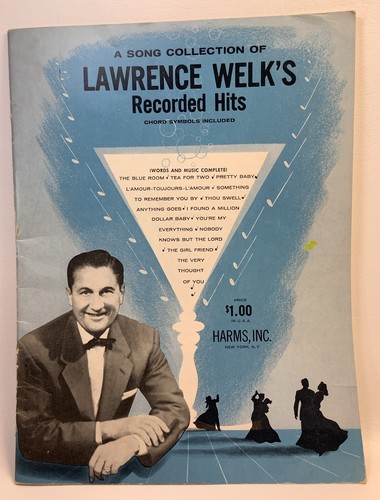 A SONG COLLECTION OF
LAWRENCE WELK'S
Recorded Hits
CHORD SYMBOLS INCLUDED
(WORDS AND MUSIC COMPLETE)
THE BLUE ROOM ♪ TEA FOR TWO ♪ PRETTY BABY
L'AMOUR-TOUJOURS-L'AMOUR ♪ SOMETHING
TO REMEMBER YOU BY ♪ THOU SWELL
ANYTHING GOES ♪ I FOUND A MILLION
DOLLAR BABY ♪ YOU'RE MY
EVERYTHING ♪ NOBODY
KNOWS BUT THE LORD
♪ THE GIRL FRIEND ♪
THE VERY
THOUGHT
OF YOU
PRICE
$1.00
IN U.S.A.
HARMS, INC.
NEW YORK, N.Y.